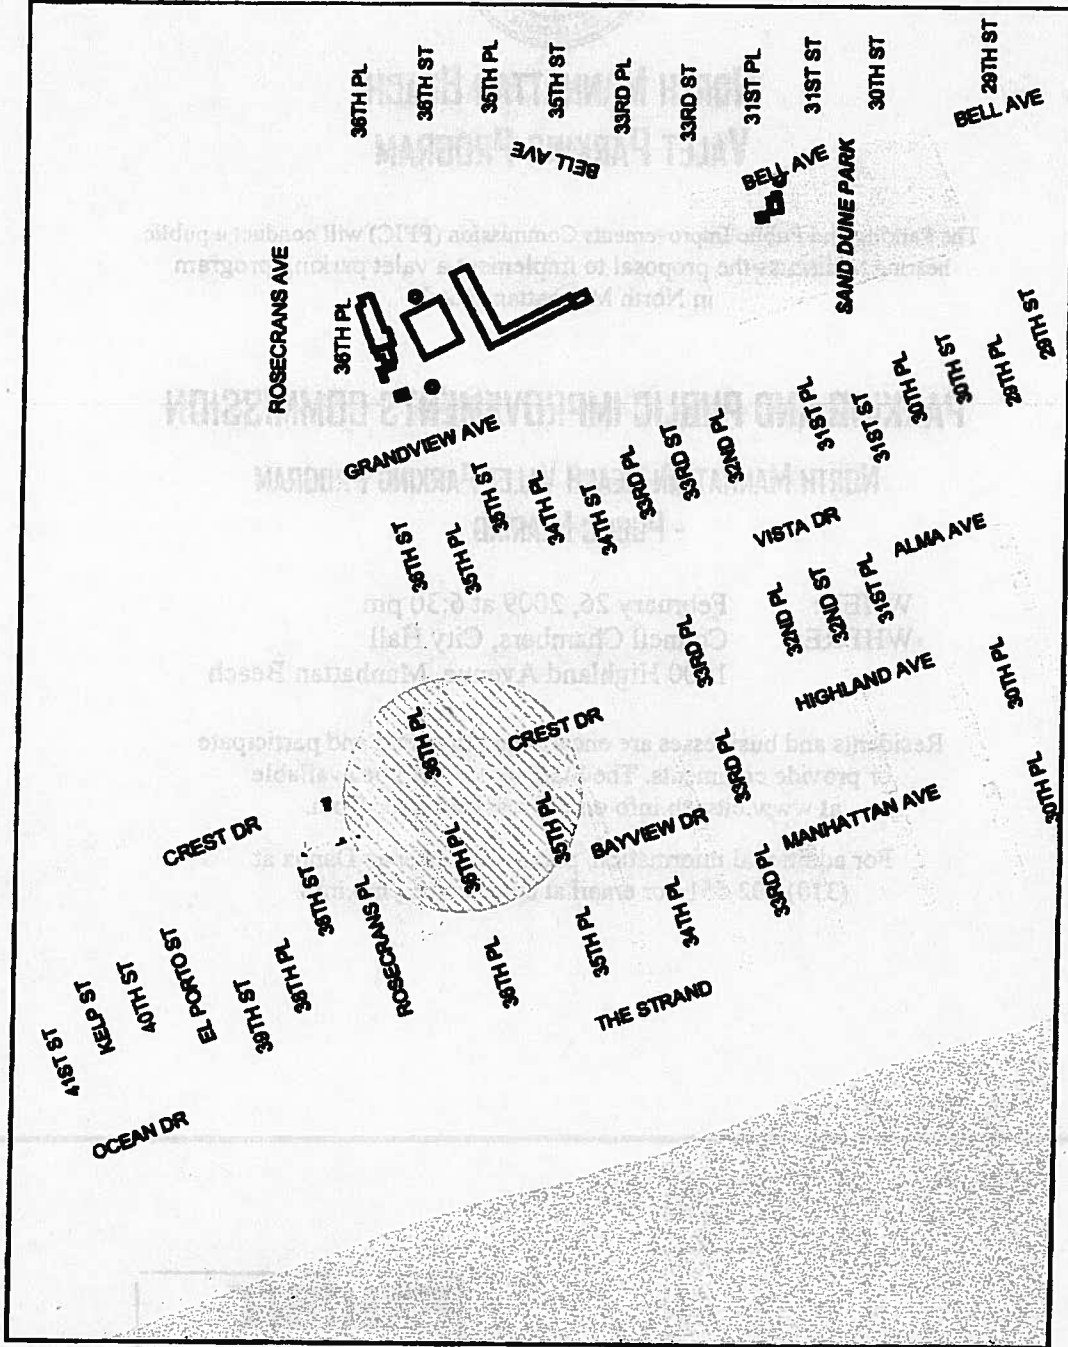 36TH PL
36TH ST
35TH PL
35TH ST
33RD PL
33RD ST
31ST PL
31ST ST
30TH ST
29TH ST
BELL AVE
BELL AVE
BELL AVE
SAND DUNE PARK
ROSECRANS AVE
36TH PL
GRANDVIEW AVE
36TH ST
35TH PL
35TH ST
34TH PL
34TH ST
33RD PL
33RD ST
32ND PL
31ST PL
31ST ST
30TH PL
30TH ST
29TH PL
29TH ST
VISTA DR
ALMA AVE
33RD PL
32ND PL
32ND ST
31ST PL
HIGHLAND AVE
30TH PL
36TH PL
CREST DR
33RD PL
30TH PL
CREST DR
36TH PL
35TH PL
BAYVIEW DR
MANHATTAN AVE
38TH ST
ROSECRANS PL
34TH PL
33RD PL
41ST ST
KELP ST
40TH ST
EL PORTO ST
39TH ST
38TH PL
36TH PL
35TH PL
THE STRAND
OCEAN DR
NORTH MANHATTAN BEACH
VALET PARKING PROGRAM
The Parking and Public Improvements Commission (PPIC) will conduct a public
hearing to discuss the proposal to implement a valet parking program
in North Manhattan
PARKING AND PUBLIC IMPROVEMENTS COMMISSION
NORTH MANHATTAN BEACH VALET PARKING PROGRAM
- PUBLIC HEARING
WHEN February 26, 2009 at 6:30 pm
WHERE Council Chambers, City Hall
Highland Avenue, Manhattan Beach
Residents and businesses are and participate
or provide comments. The available
at www.
For additional information, at
(310)